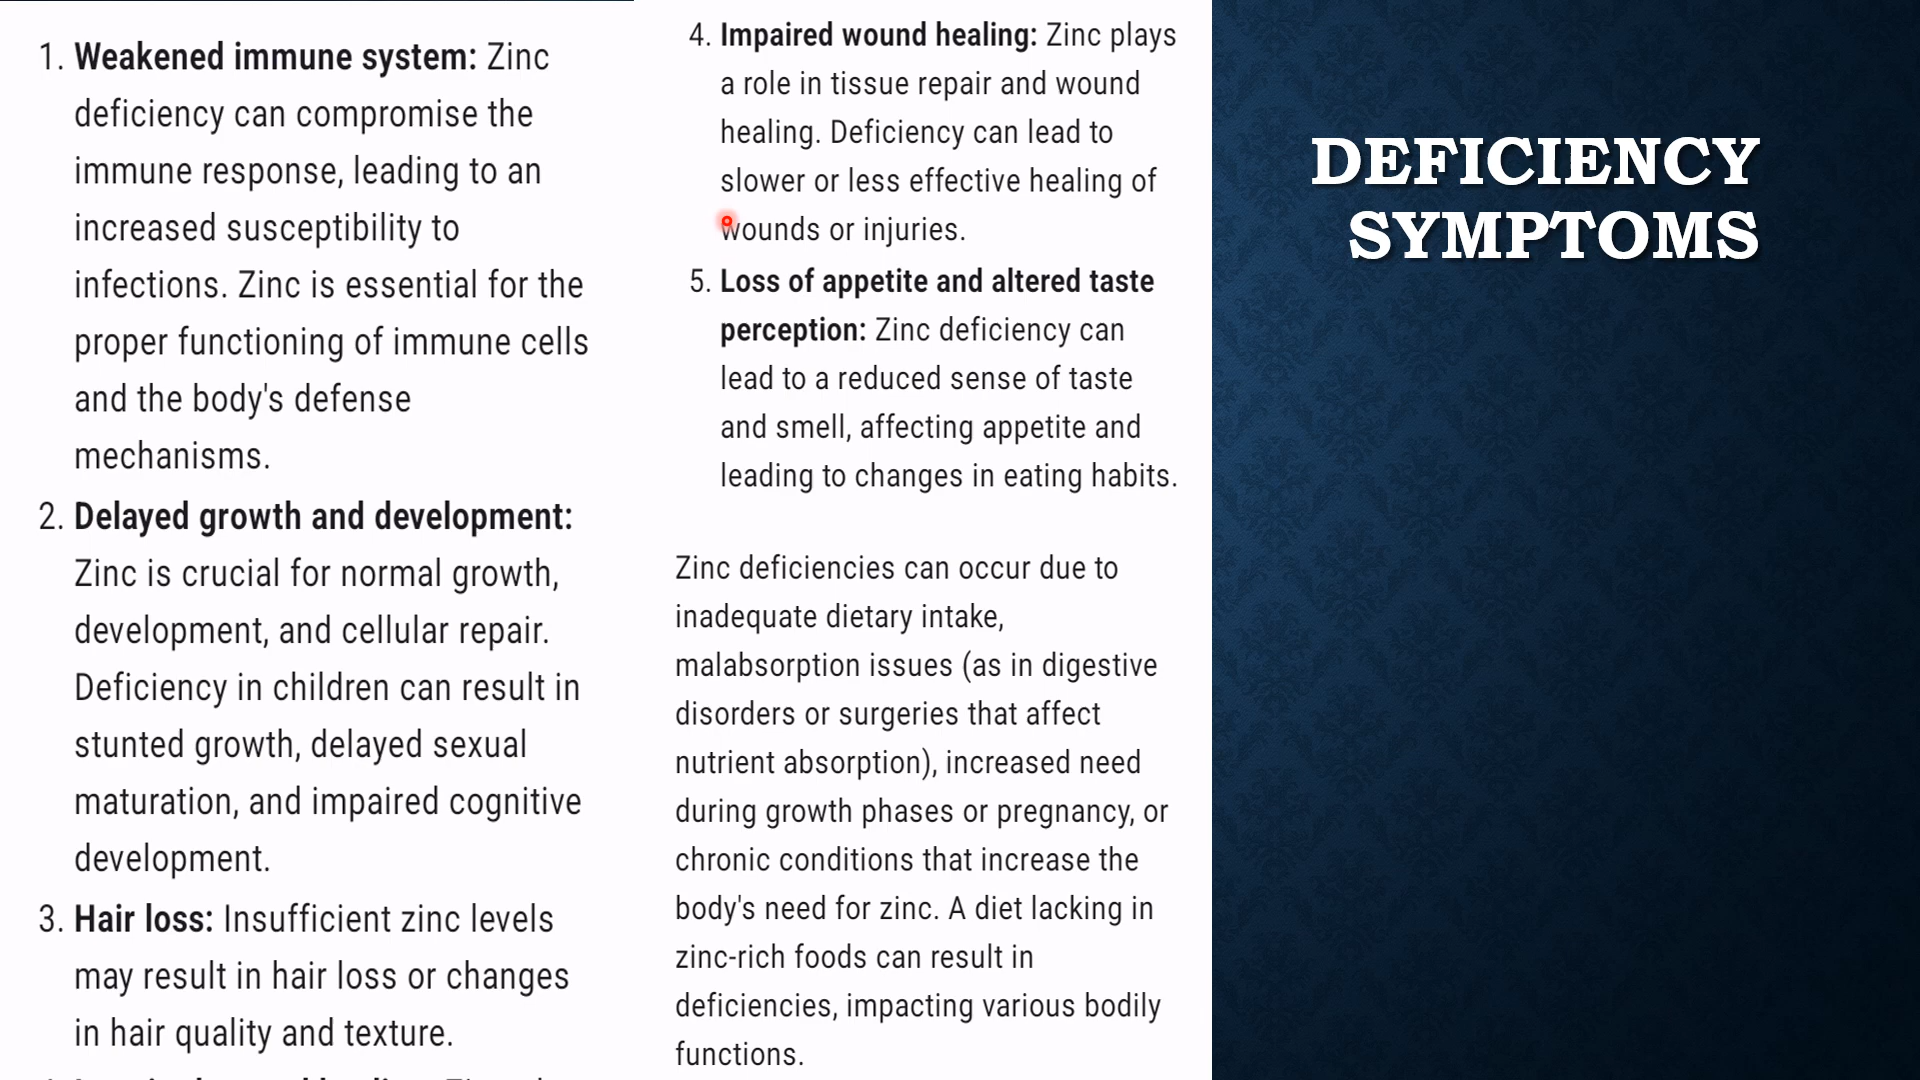 1. Weakened immune system: Zinc
deficiency can compromise the
immune response, leading to an
increased susceptibility to
infections. Zinc is essential for the
proper functioning of immune cells
and the body's defense
mechanisms.
2. Delayed growth and development:
Zinc is crucial for normal growth,
development, and cellular repair.
Deficiency in children can result in
stunted growth, delayed sexual
maturation, and impaired cognitive
development.
3. Hair loss: Insufficient zinc levels
may result in hair loss or changes
in hair quality and texture.
4. Impaired wound healing: Zinc plays
a role in tissue repair and wound
healing. Deficiency can lead to
slower or less effective healing of
wounds or injuries.
5. Loss of appetite and altered taste
perception: Zinc deficiency can
lead to a reduced sense of taste
and smell, affecting appetite and
leading to changes in eating habits.
Zinc deficiencies can occur due to
inadequate dietary intake,
malabsorption issues (as in digestive
disorders or surgeries that affect
nutrient absorption), increased need
during growth phases or pregnancy, or
chronic conditions that increase the
body's need for zinc. A diet lacking in
zinc-rich foods can result in
deficiencies, impacting various bodily
functions.
DEFICIENCY
SYMPTOMS